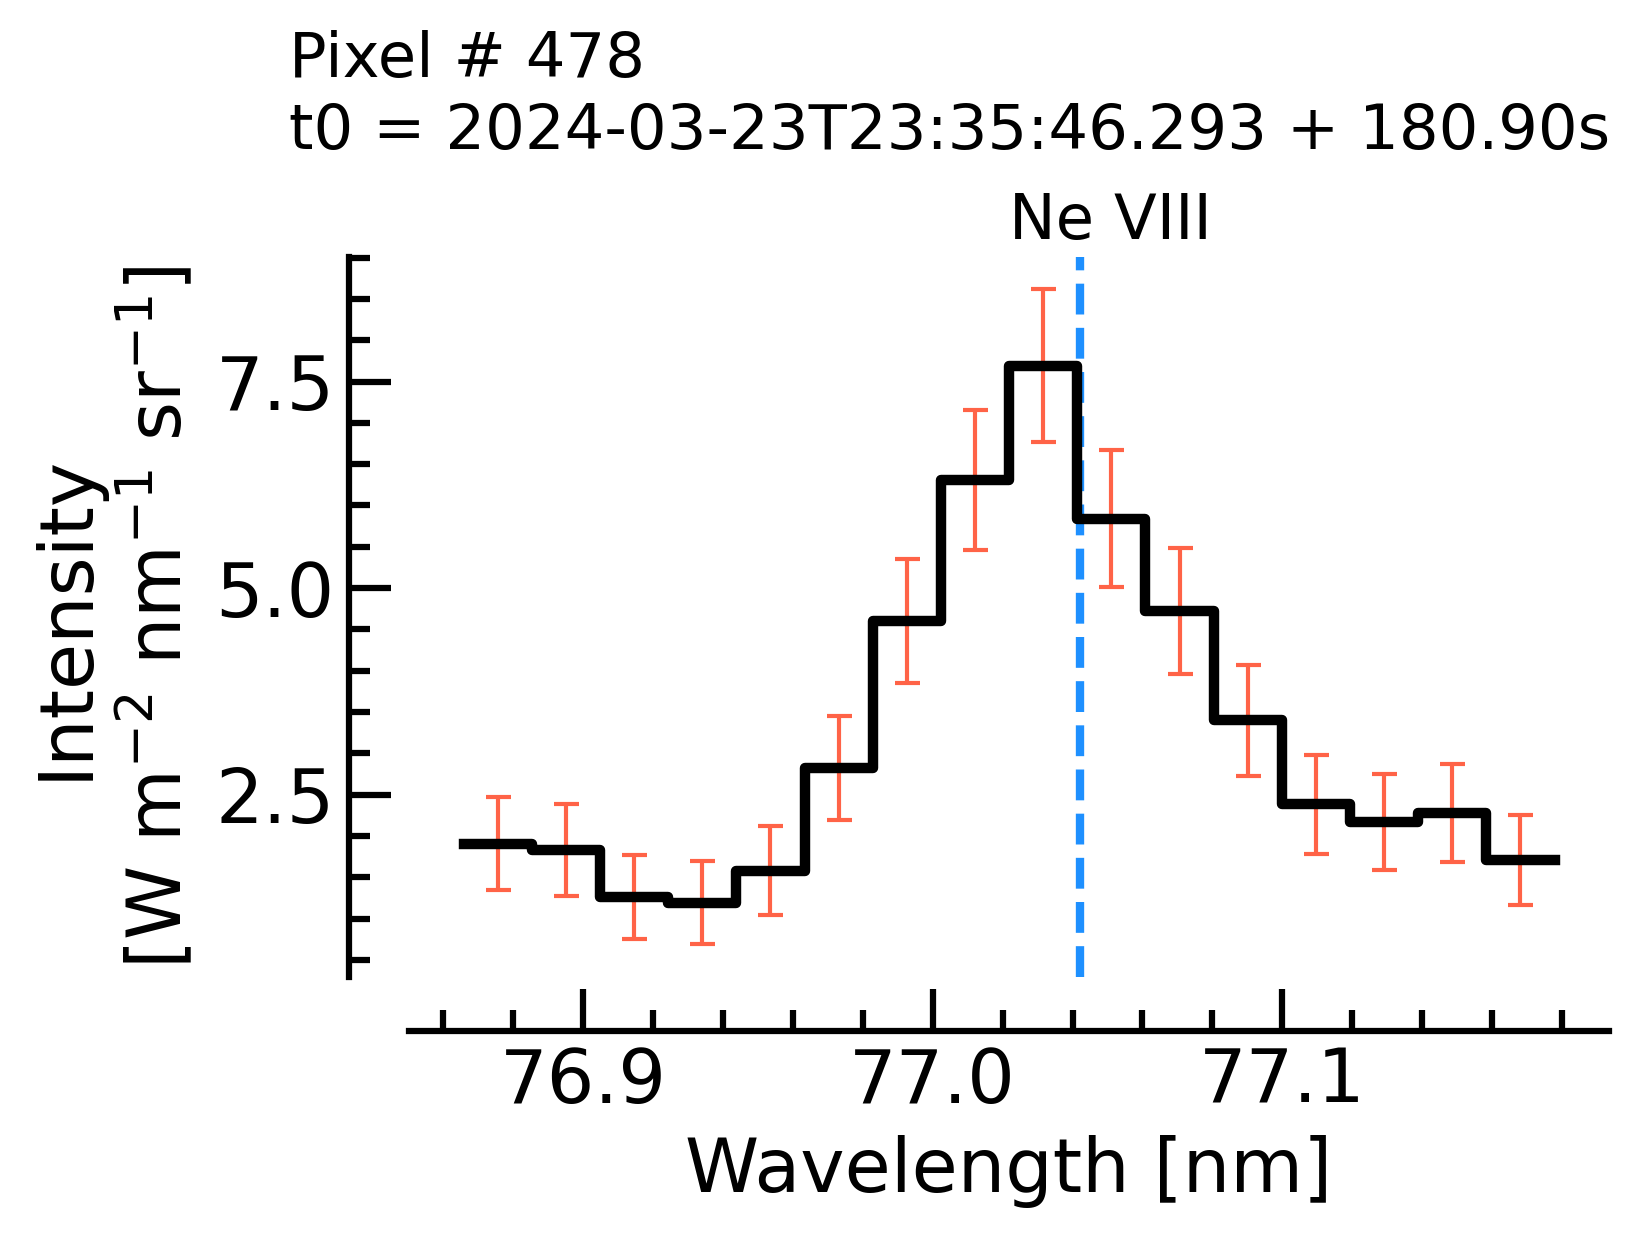 Pixel # 478
t0 = 2024-03-23T23:35:46.293 + 180.90s
Ne VIII
Intensity
[W m⁻² nm⁻¹ sr⁻¹]
7.5
5.0
2.5
76.9 77.0 77.1
Wavelength [nm]